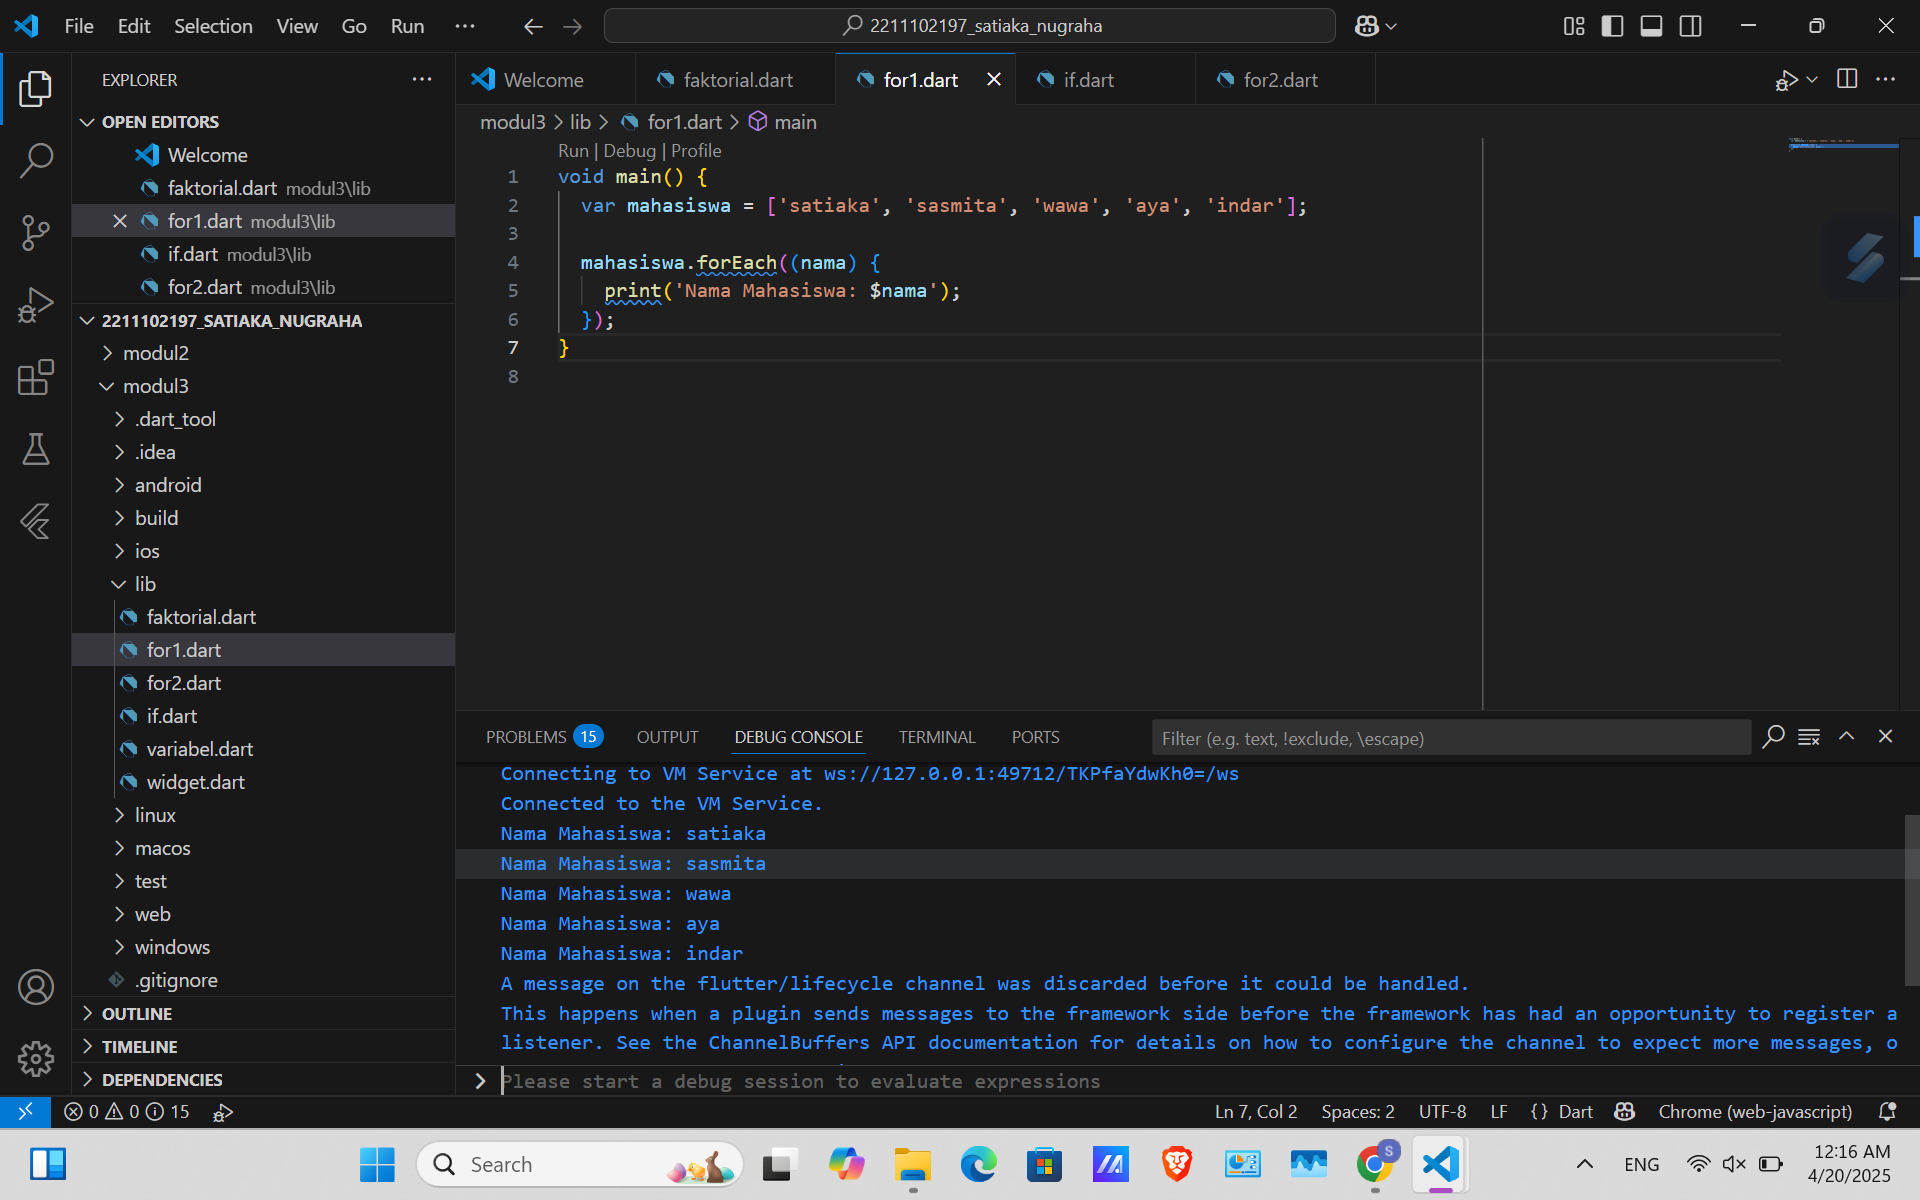 File Edit Selection View Go Run ··· 2211102197_satiaka_nugraha
EXPLORER
OPEN EDITORS
Welcome
faktorial.dart modul3\lib
for1.dart modul3\lib
if.dart modul3\lib
for2.dart modul3\lib
2211102197_SATIAKA_NUGRAHA
modul2
modul3
.dart_tool
.idea
android
build
ios
lib
faktorial.dart
for1.dart
for2.dart
if.dart
variabel.dart
widget.dart
linux
macos
test
web
windows
.gitignore
OUTLINE
TIMELINE
DEPENDENCIES
Welcome faktorial.dart for1.dart if.dart for2.dart
modul3 > lib > for1.dart > main
Run | Debug | Profile
1 void main() {
2 var mahasiswa = ['satiaka', 'sasmita', 'wawa', 'aya', 'indar'];
3
4 mahasiswa.forEach((nama) {
5 print('Nama Mahasiswa: $nama');
6 });
7 }
8
PROBLEMS 15 OUTPUT DEBUG CONSOLE TERMINAL PORTS Filter (e.g. text, !exclude, \escape)
Connecting to VM Service at ws://127.0.0.1:49712/TKPfaYdwKh0=/ws
Connected to the VM Service.
Nama Mahasiswa: satiaka
Nama Mahasiswa: sasmita
Nama Mahasiswa: wawa
Nama Mahasiswa: aya
Nama Mahasiswa: indar
A message on the flutter/lifecycle channel was discarded before it could be handled.
This happens when a plugin sends messages to the framework side before the framework has had an opportunity to register a
listener. See the ChannelBuffers API documentation for details on how to configure the channel to expect more messages, o
Please start a debug session to evaluate expressions
0 0 15 Ln 7, Col 2 Spaces: 2 UTF-8 LF {} Dart Chrome (web-javascript)
Search S ENG 12:16 AM
4/20/2025